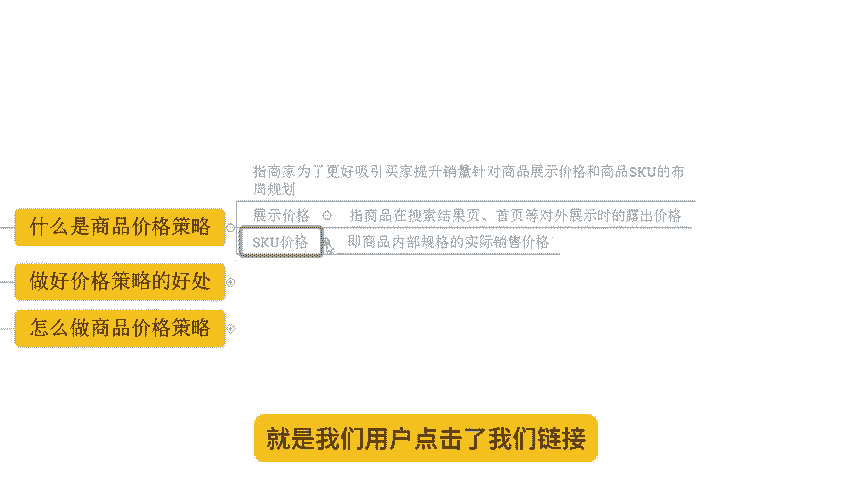 指商家为了更好吸引买家提升销量针对商品展示价格和商品SKU的布
局规划
什么是商品价格策略
展示价格
指商品在搜索结果页、首页等对外展示时的露出价格
SKU价格
即商品内部规格的实际销售价格
做好价格策略的好处
怎么做商品价格策略
就是我们用户点击了我们链接